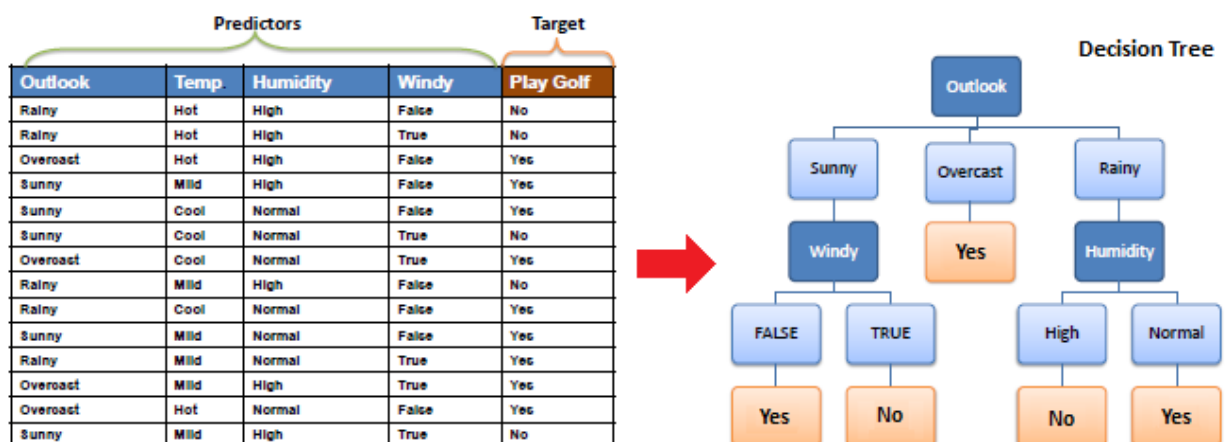 Predictors Target
Outlook Temp. Humidity Windy Play Golf
Rainy Hot High False No
Rainy Hot High True No
Overcast Hot High False Yes
Sunny Mild High False Yes
Sunny Cool Normal False Yes
Sunny Cool Normal True No
Overcast Cool Normal True Yes
Rainy Mild High False No
Rainy Cool Normal False Yes
Sunny Mild Normal False Yes
Rainy Mild Normal True Yes
Overcast Mild High True Yes
Overcast Hot Normal False Yes
Sunny Mild High True No
Decision Tree
Outlook
Sunny Overcast Rainy
Windy Yes Humidity
FALSE TRUE High Normal
Yes No No Yes